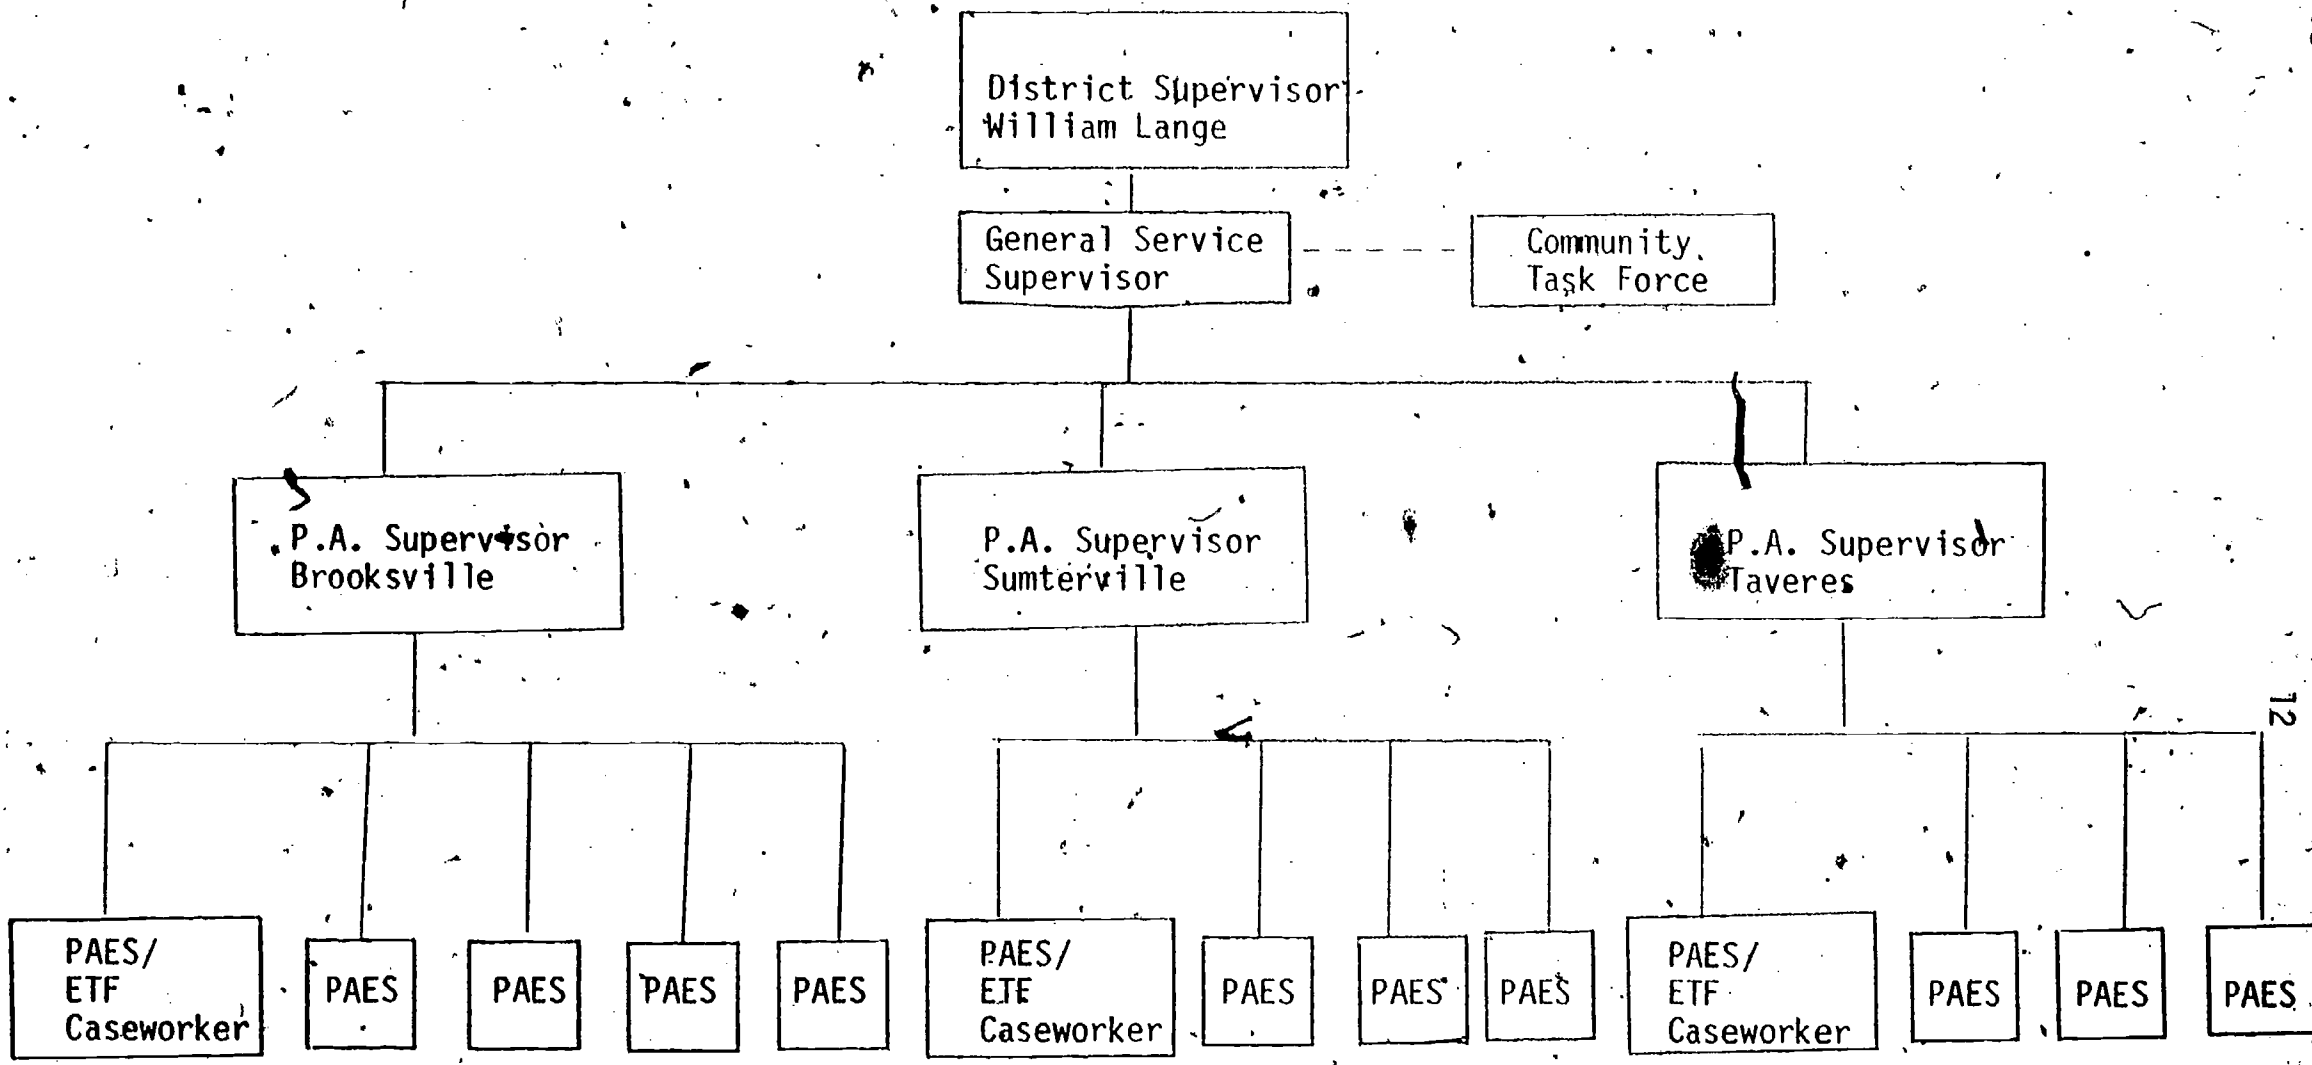 District Supervisor
William Lange
General Service
Supervisor
Community
Task Force
P.A. Supervisor
Brooksville
P.A. Supervisor
Sumterville
P.A. Supervisor
Taveres
12
PAES/
ETF
Caseworker
PAES
PAES
PAES
PAES
PAES/
ETF
Caseworker
PAES
PAES
PAES
PAES/
ETF
Caseworker
PAES
PAES
PAES